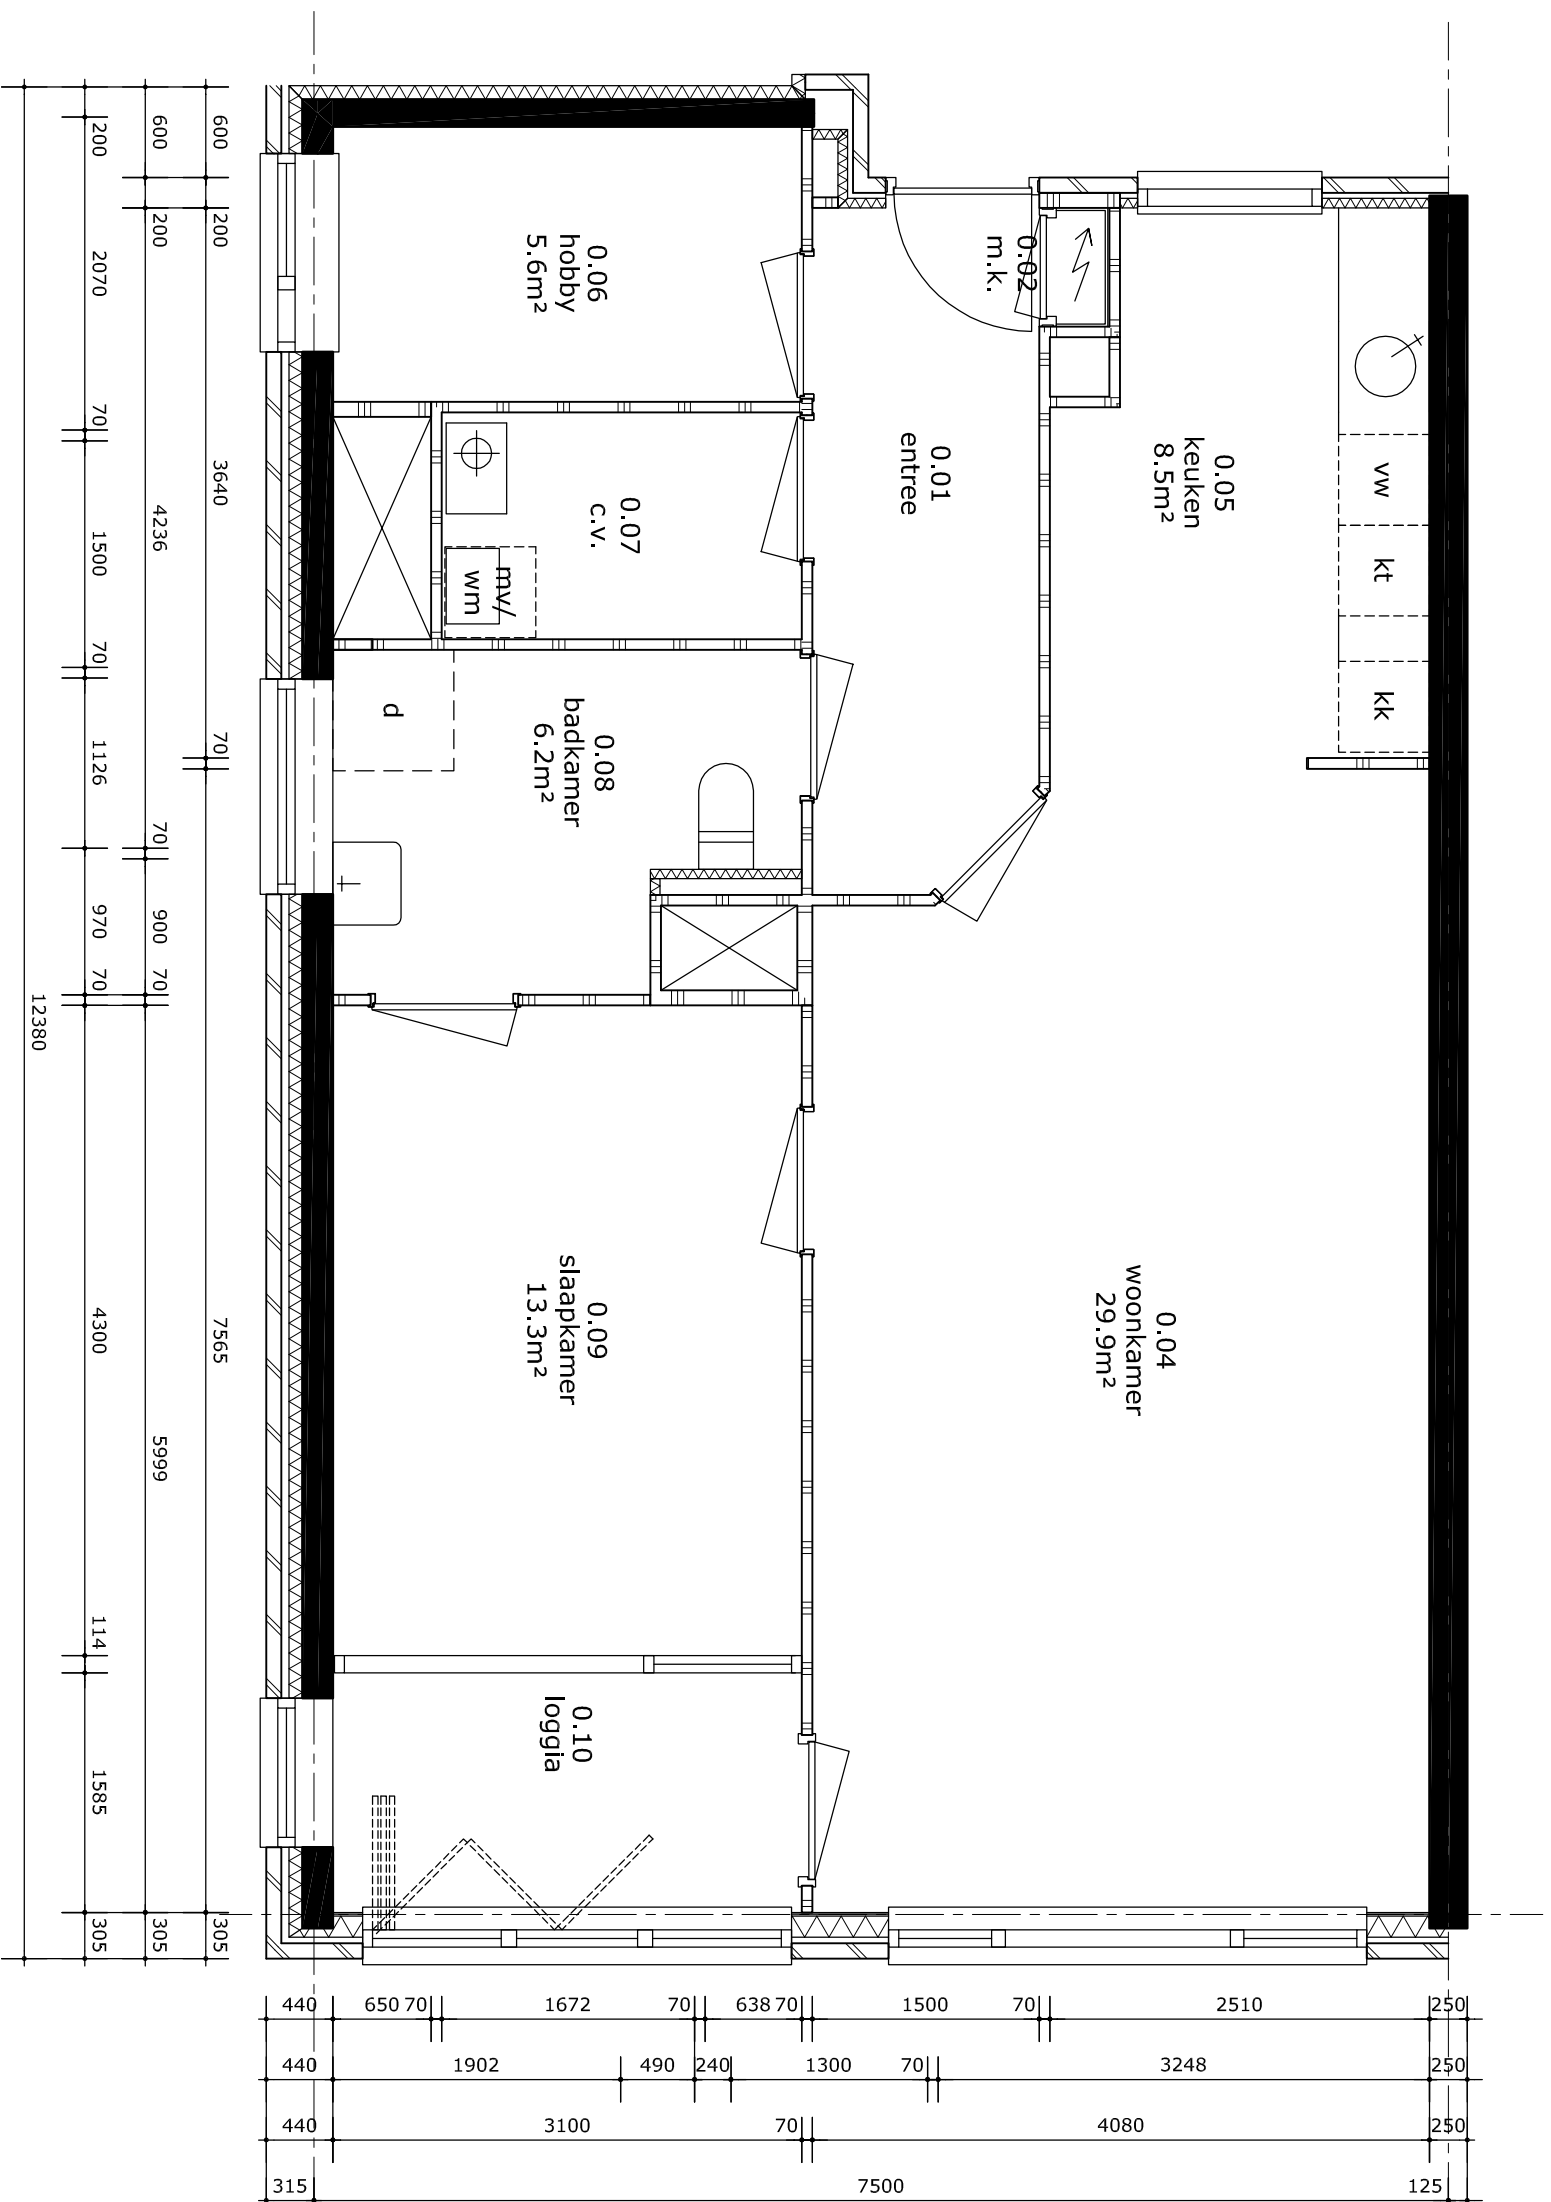 600
200
3640
70
7565
305
600
200
4236
70
900
70
5999
305
200
2070
70
1500
70
1126
970
70
4300
114
1585
305
12380
0.06
hobby
5.6m²
0.02
m.k.
0.01
entree
0.05
keuken
8.5m²
vw
kt
kk
0.07
c.v.
mv/
wm
d
0.08
badkamer
6.2m²
0.09
slaapkamer
13.3m²
0.04
woonkamer
29.9m²
0.10
loggia
440 650 70 1672 70 638 70 1500 70 2510 250
440 1902 490 240 1300 70 3248 250
440 3100 70 4080 250
315 7500 125